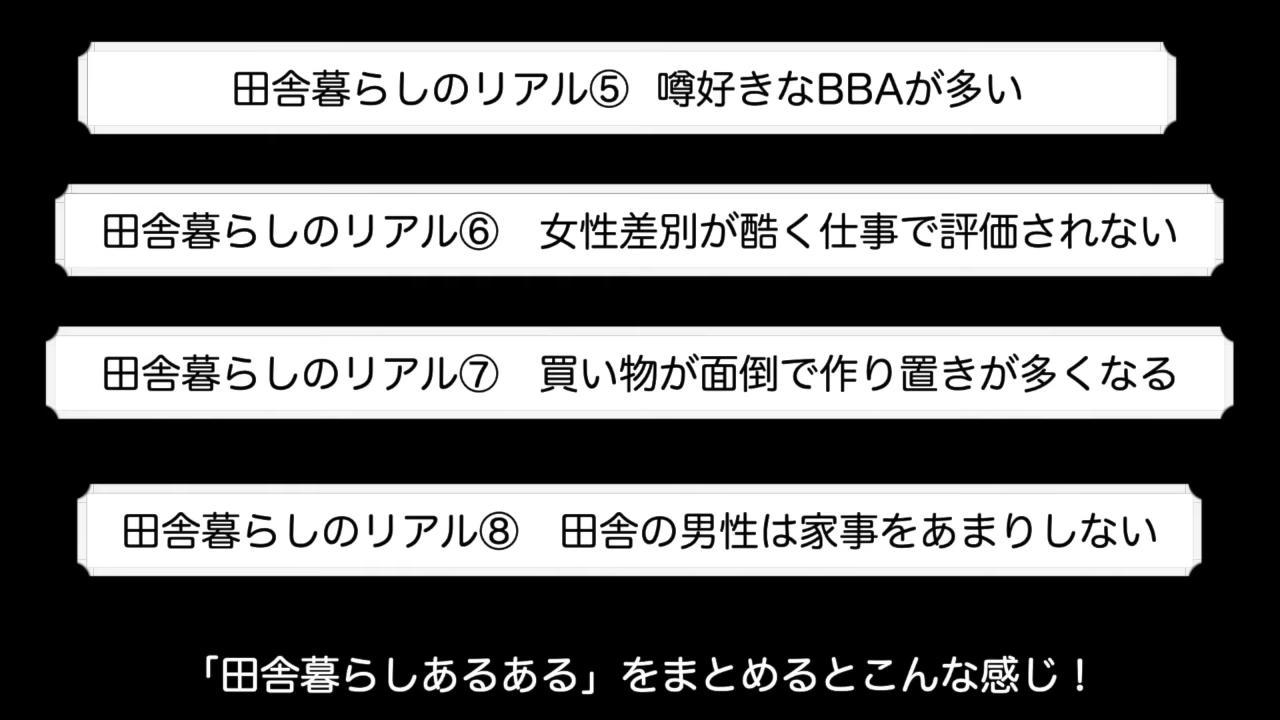 田舎暮らしのリアル⑤ 噂好きなBBAが多い
田舎暮らしのリアル⑥　女性差別が酷く仕事で評価されない
田舎暮らしのリアル⑦　買い物が面倒で作り置きが多くなる
田舎暮らしのリアル⑧　田舎の男性は家事をあまりしない
「田舎暮らしあるある」をまとめるとこんな感じ！